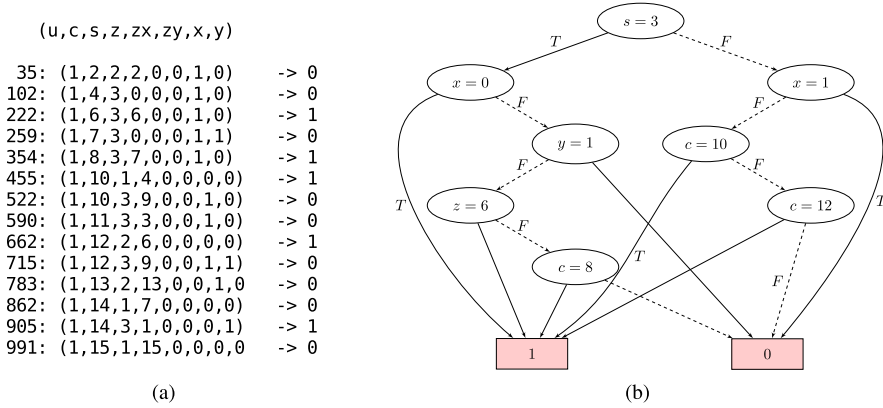 (u,c,s,z,zx,zy,x,y)
35: (1,2,2,2,0,0,1,0) -> 0
102: (1,4,3,0,0,0,1,0) -> 0
222: (1,6,3,6,0,0,1,0) -> 1
259: (1,7,3,0,0,0,1,1) -> 0
354: (1,8,3,7,0,0,1,0) -> 1
455: (1,10,1,4,0,0,0,0) -> 1
522: (1,10,3,9,0,0,1,0) -> 0
590: (1,11,3,3,0,0,1,0) -> 0
662: (1,12,2,6,0,0,0,0) -> 1
715: (1,12,3,9,0,0,1,1) -> 0
783: (1,13,2,13,0,0,1,0 -> 0
862: (1,14,1,7,0,0,0,0) -> 0
905: (1,14,3,1,0,0,0,1) -> 1
991: (1,15,1,15,0,0,0,0 -> 0
(a)
s = 3
T
F
x = 0
x = 1
F
F
y = 1
c = 10
F
F
T
z = 6
c = 12
T
F
T
c = 8
F
1
0
(b)